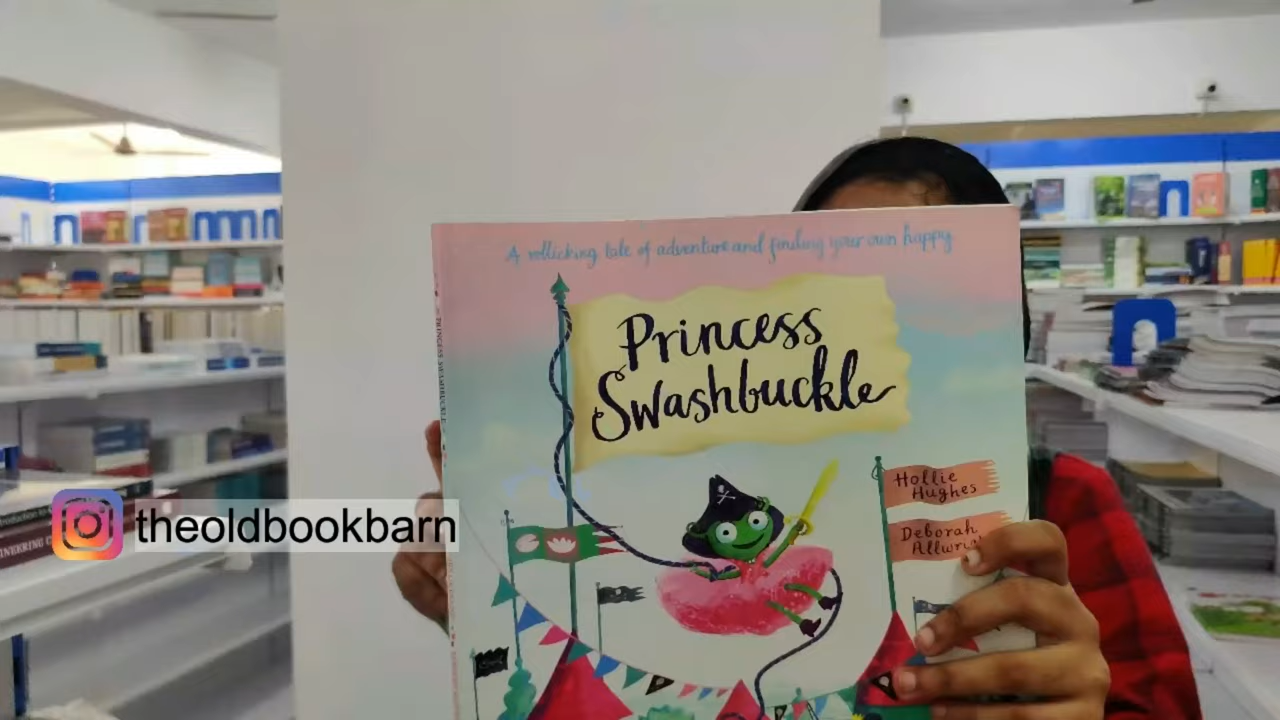 A rollicking tale of adventure and finding your own happy
Princess
Swashbuckle
Hollie
Hughes
Deborah
theoldbookbarn